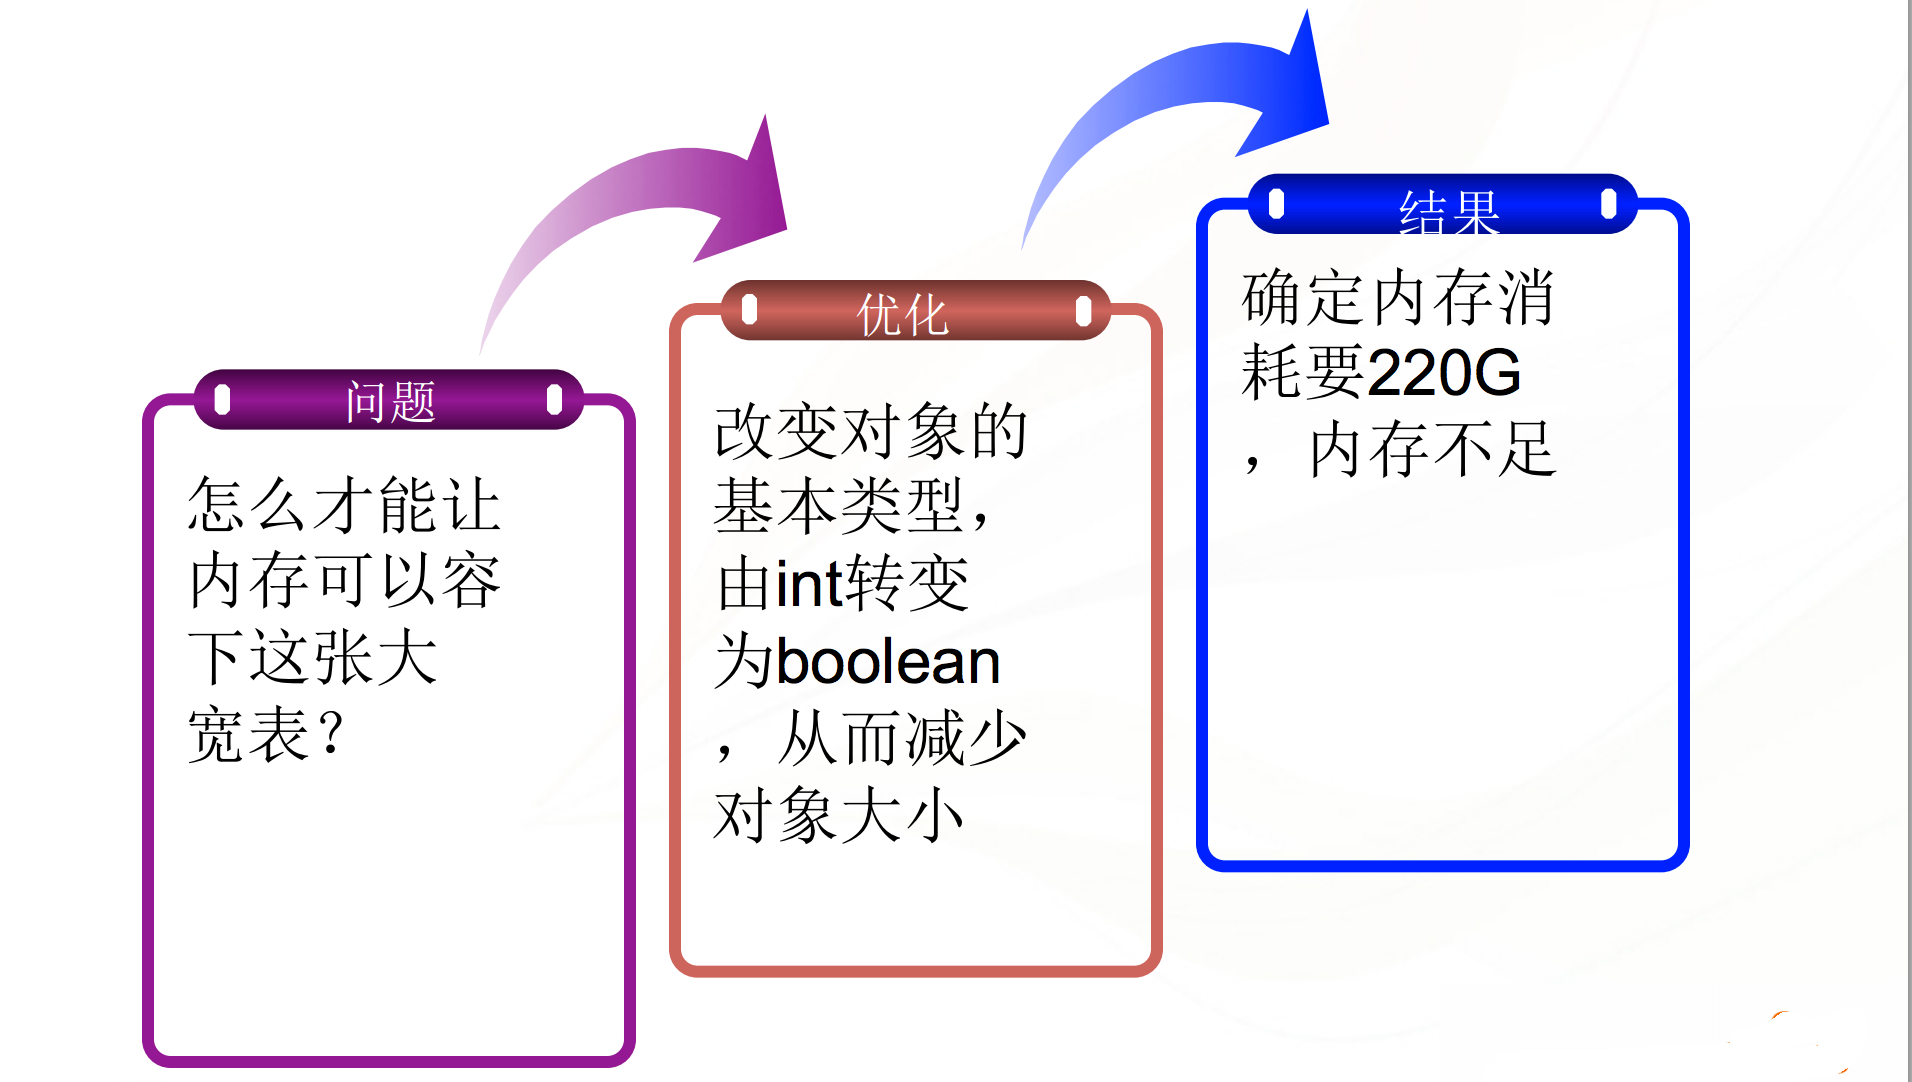 问题
怎么才能让
内存可以容
下这张大
宽表？
优化
改变对象的
基本类型，
由int转变
为boolean
，从而减少
对象大小
结果
确定内存消
耗要220G
，内存不足